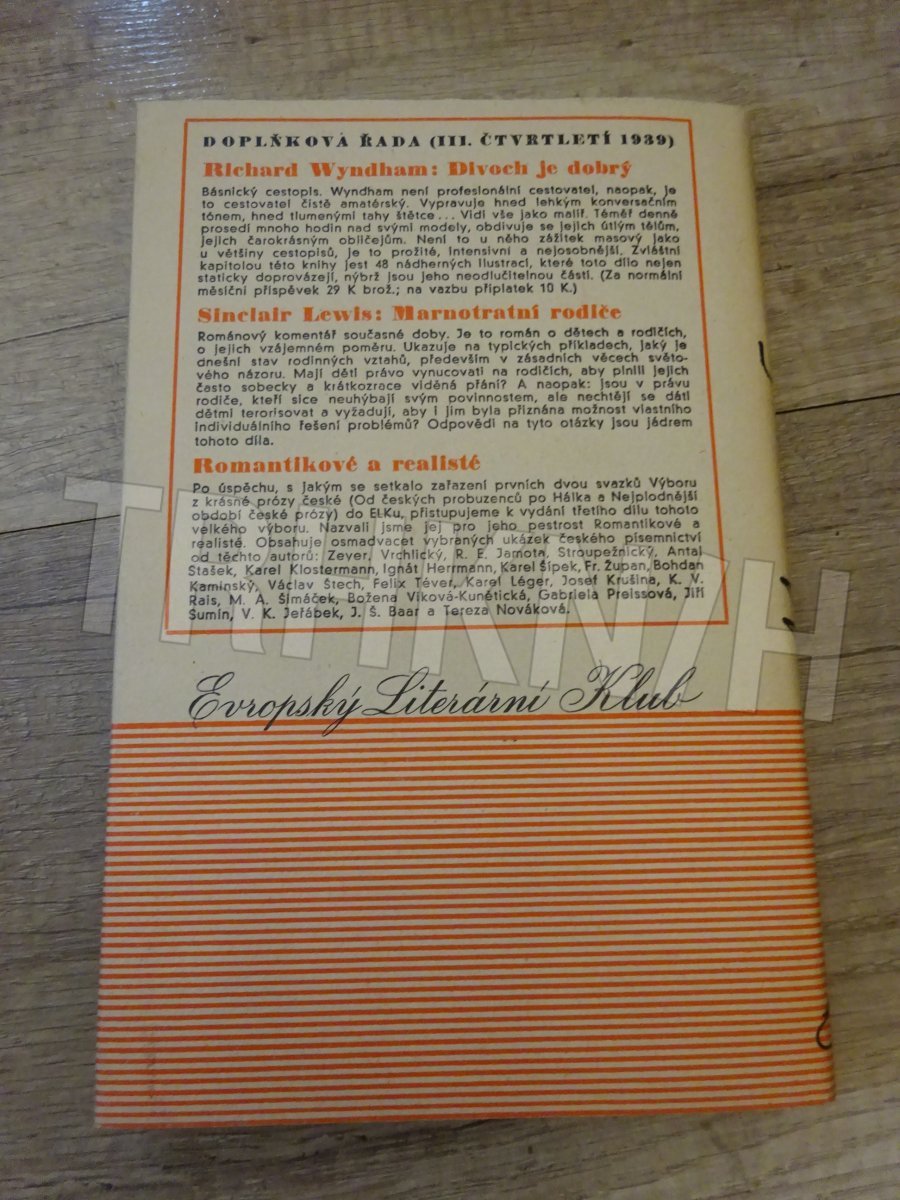 DOPLŇKOVÁ ŘADA (III. ČTVRTLETÍ 1939)
Richard Wyndham: Divoch je dobrý
Básnický cestopis. Wyndham není profesionální cestovatel, naopak, je
to cestovatel čistě amatérský. Vypravuje hned lehkým konversačním
tónem, hned tlumenými tahy štětce... Vidí vše jako malíř. Téměř denně
prosedí mnoho hodin nad svými modely, obdivuje se jejich útlým tělům,
jejich čarokrásným obličejům. Není to u něho zážitek masový jako
u většiny cestopisů, je to prožité, intensivní a nejosobnější. Zvláštní
kapitolou této knihy jest 48 nádherných ilustrací, které toto dílo nejen
staticky doprovázejí, nýbrž jsou jeho neodlučitelnou částí. (Za normální
měsíční příspěvek 29 K brož.; na vazbu příplatek 10 K.)
Sinclair Lewis: Marnotratní rodiče
Románový komentář současné doby. Je to román o dětech a rodičích,
o jejich vzájemném poměru. Ukazuje na typických příkladech, jaký je
dnešní stav rodinných vztahů, především v zásadních věcech světo-
vého názoru. Mají děti právo vynucovati na rodičích, aby plnili jejich
často sobecky a krátkozrace viděná přání? A naopak: jsou v právu
rodiče, kteří sice neuhýbají svým povinnostem, ale nechtějí se dáti
dětmi terorisovat a vyžadují, aby i jim byla přiznána možnost vlastního
individuálního řešení problémů? Odpovědi na tyto otázky jsou jádrem
tohoto díla.
Romantikové a realisté
Po úspěchu, s jakým se setkalo zařazení prvních dvou svazků Výboru
z krásné prózy české (Od českých probuzenců po Hálka a Nejplodnější
období české prózy) do ELKu, přistupujeme k vydání třetího dílu tohoto
velkého výboru. Nazvali jsme jej pro jeho pestrost Romantikové a
realisté. Obsahuje osmadvacet vybraných ukázek českého písemnictví
od těchto autorů: Zeyer, Vrchlický, R. E. Jamota, Stroupežnický, Antal
Stašek, Karel Klostermann, Ignát Herrmann, Karel Šípek, Fr. Župan, Bohdan
Kaminský, Václav Štech, Felix Téver, Karel Léger, Josef Krušina, K. V.
Rais, M. A. Šimáček, Božena Viková-Kunětická, Gabriela Preissová, Jiří
Sumín, V. K. Jeřábek, J. Š. Baar a Tereza Nováková.
Evropský Literární Klub